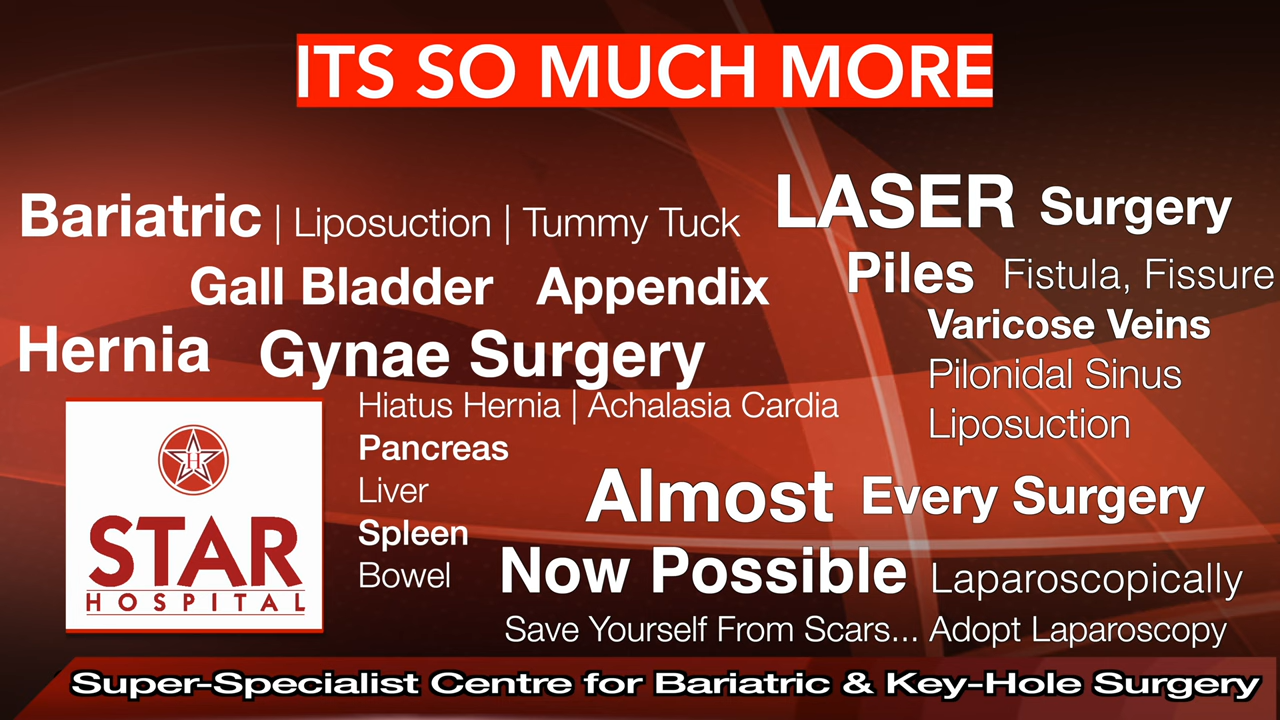 ITS SO MUCH MORE
Bariatric | Liposuction | Tummy Tuck
Gall Bladder Appendix
Hernia Gynae Surgery
Hiatus Hernia | Achalasia Cardia
Pancreas
Liver
Spleen
Bowel
LASER Surgery
Piles Fistula, Fissure
Varicose Veins
Pilonidal Sinus
Liposuction
Almost Every Surgery
Now Possible Laparoscopically
Save Yourself From Scars... Adopt Laparoscopy
H
STAR
HOSPITAL
Super-Specialist Centre for Bariatric & Key-Hole Surgery